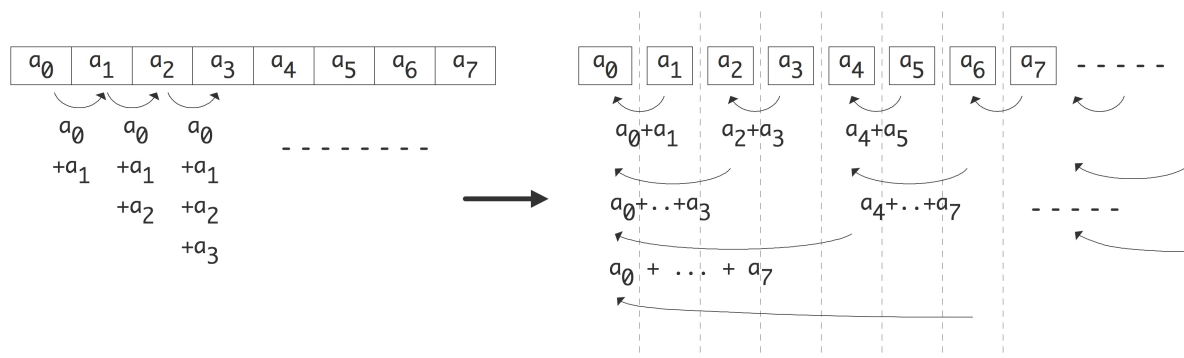 a0 a1 a2 a3 a4 a5 a6 a7
a0 a0 a0
+a1 +a1 +a1
+a2 +a2
+a3
a0 a1 a2 a3 a4 a5 a6 a7
a0+a1 a2+a3 a4+a5
a0+..+a3 a4+..+a7
a0 + ... + a7